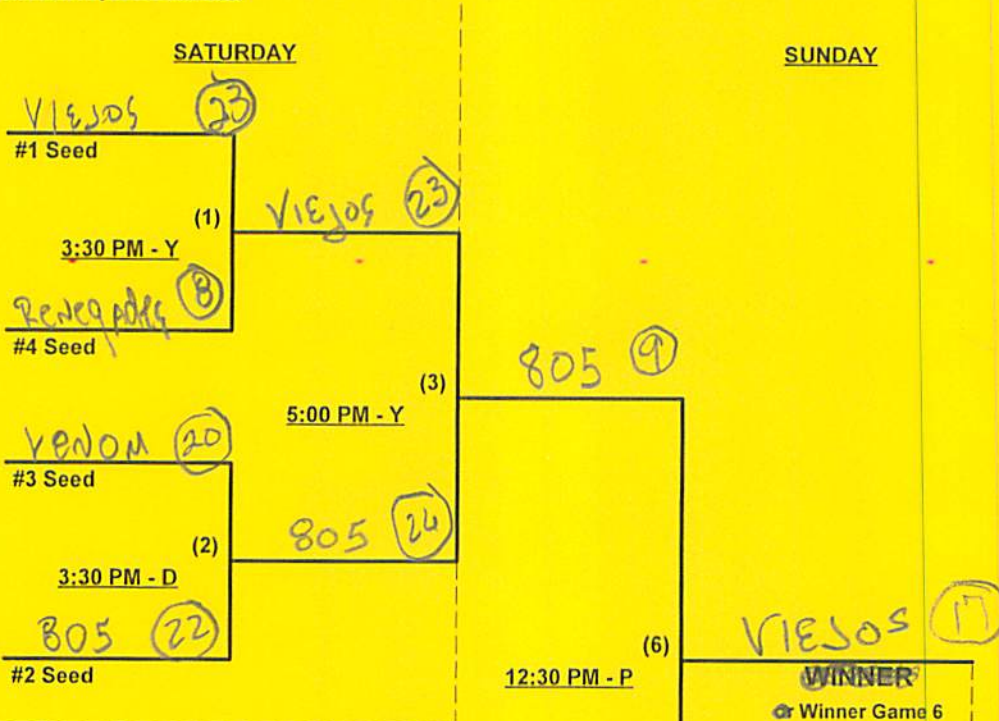 SATURDAY
SUNDAY
VIEJOS 23
#1 Seed
(1)
VIEJOS 23
3:30 PM - Y
Renegades 8
#4 Seed
805 9
(3)
5:00 PM - Y
VENOM 20
#3 Seed
805 24
(2)
3:30 PM - D
805 22
#2 Seed
VIEJOS 17
(6)
12:30 PM - P
WINNER
or Winner Game 6